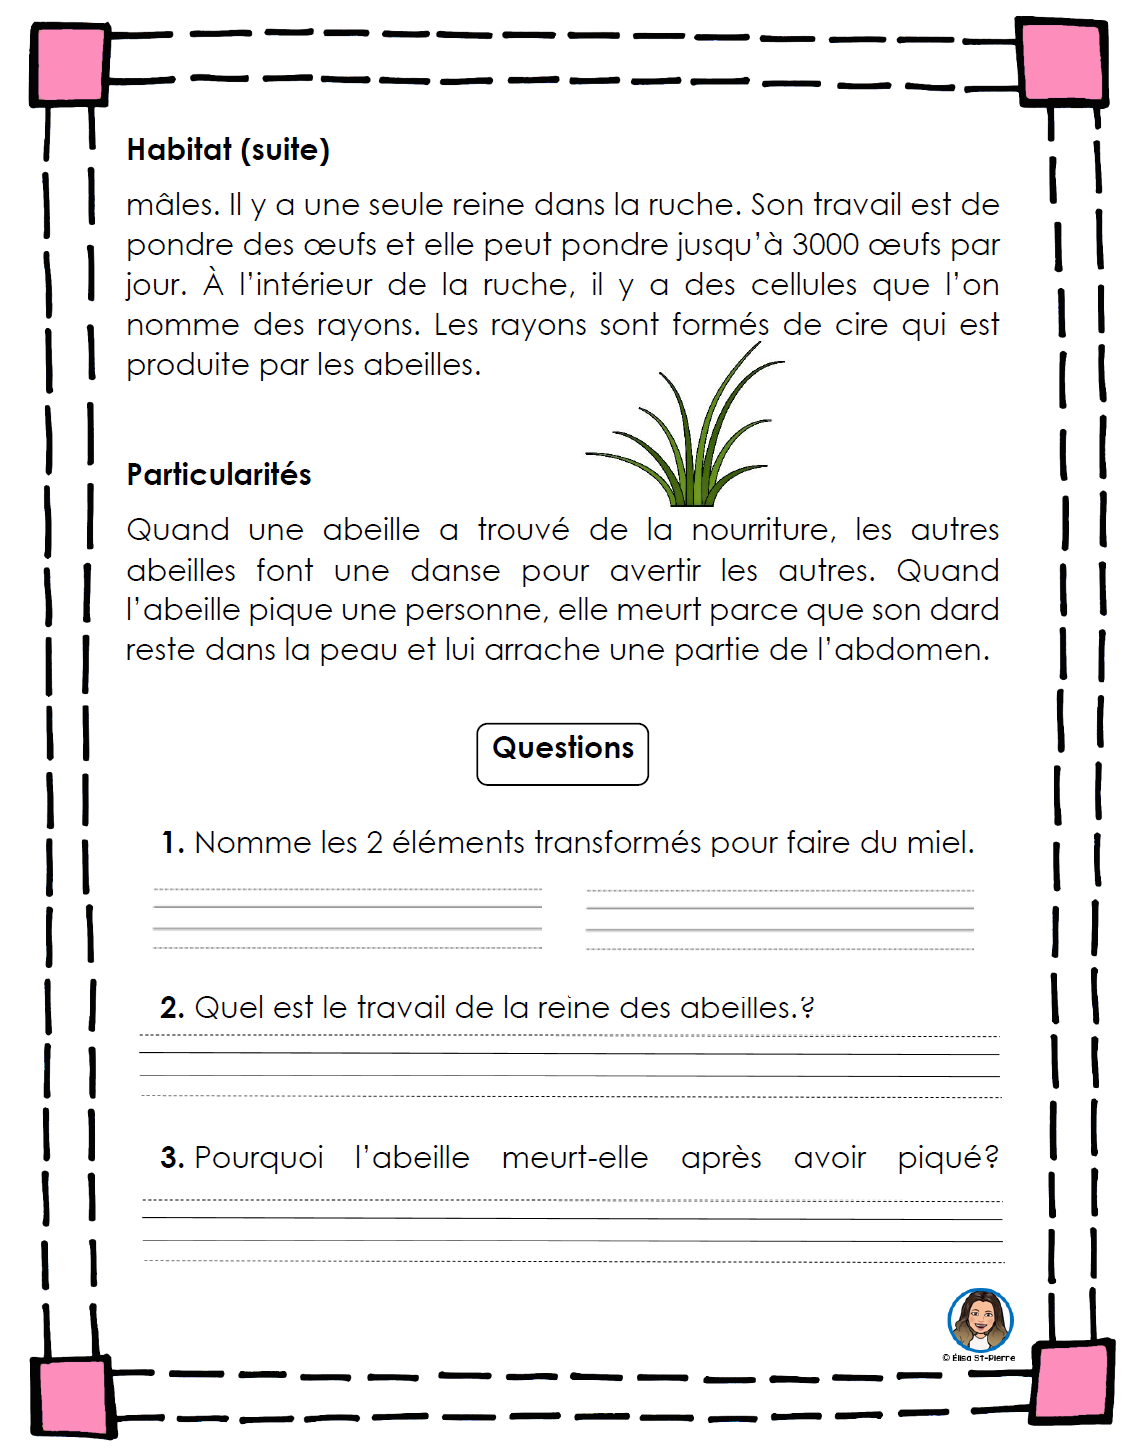 Habitat (suite)
mâles. Il y a une seule reine dans la ruche. Son travail est de
pondre des œufs et elle peut pondre jusqu'à 3000 œufs par
jour. À l'intérieur de la ruche, il y a des cellules que l'on
nomme des rayons. Les rayons sont formés de cire qui est
produite par les abeilles.
Particularités
Quand une abeille a trouvé de la nourriture, les autres
abeilles font une danse pour avertir les autres. Quand
l'abeille pique une personne, elle meurt parce que son dard
reste dans la peau et lui arrache une partie de l'abdomen.
Questions
1. Nomme les 2 éléments transformés pour faire du miel.
2. Quel est le travail de la reine des abeilles.?
3. Pourquoi l'abeille meurt-elle après avoir piqué?
© Élisa St-Pierre